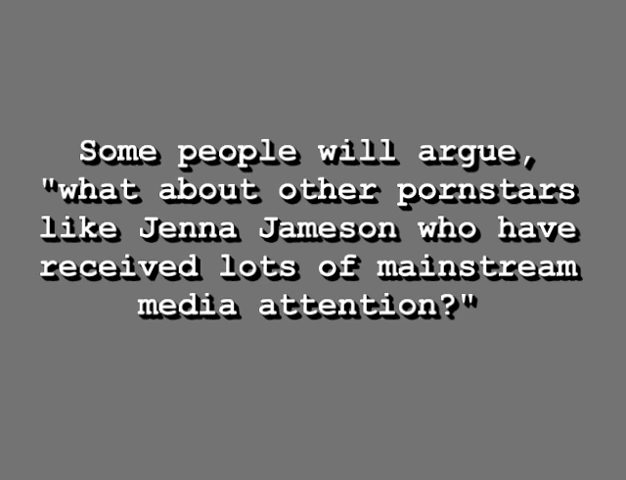 Some people will argue,
"what about other pornstars
like Jenna Jameson who have
received lots of mainstream
media attention?"